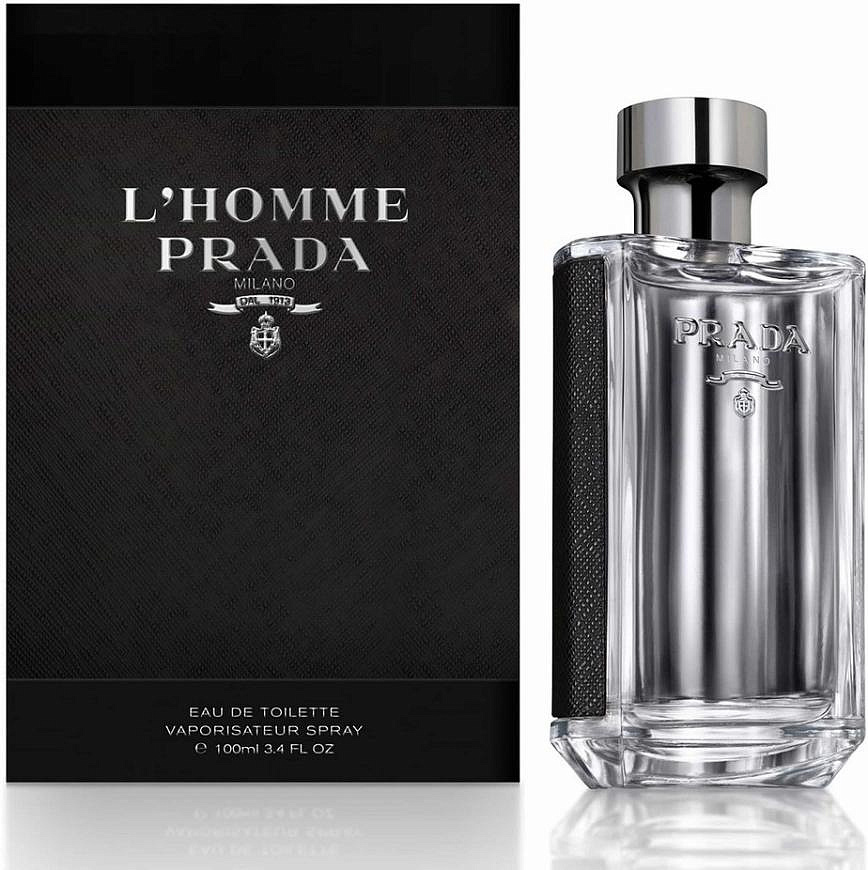 L'HOMME
PRADA
MILANO
DAL 1913
EAU DE TOILETTE
VAPORISATEUR SPRAY
℮ 100ml 3.4 FL OZ
PRADA
MILANO